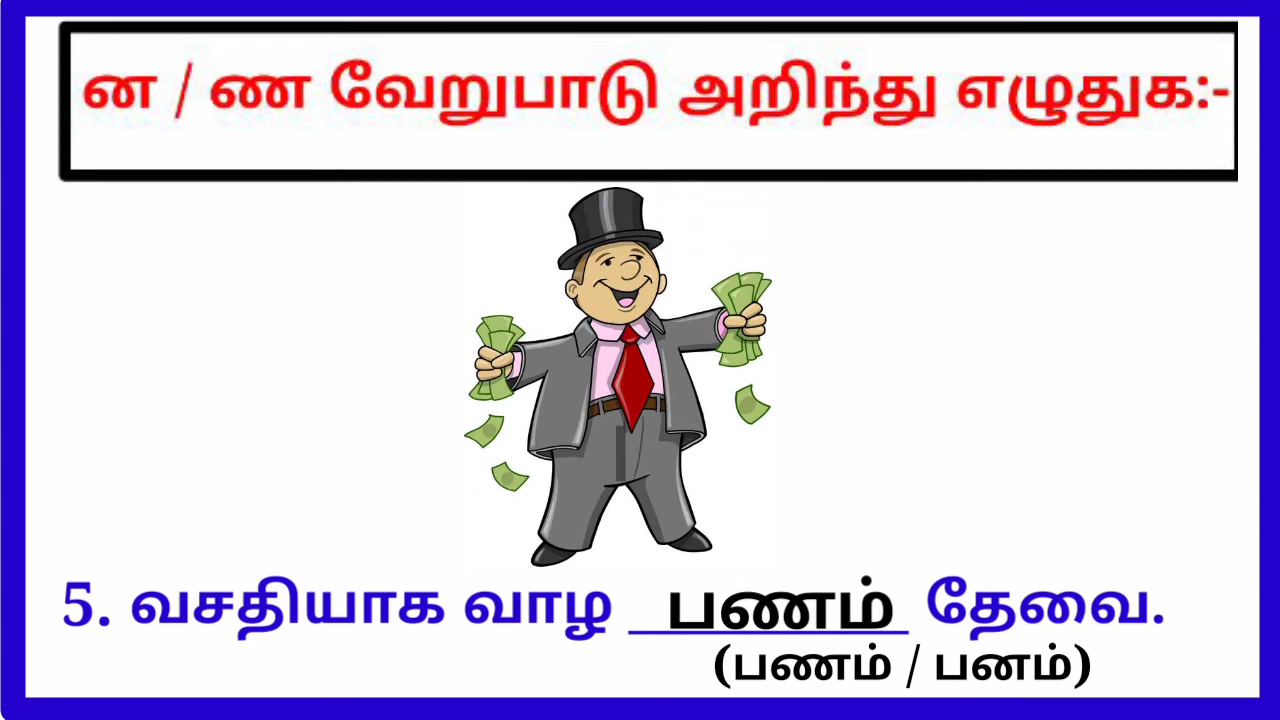 ன / ண வேறுபாடு அறிந்து எழுதுக:-
5. வசதியாக வாழ பணம் தேவை.
(பணம் / பனம்)